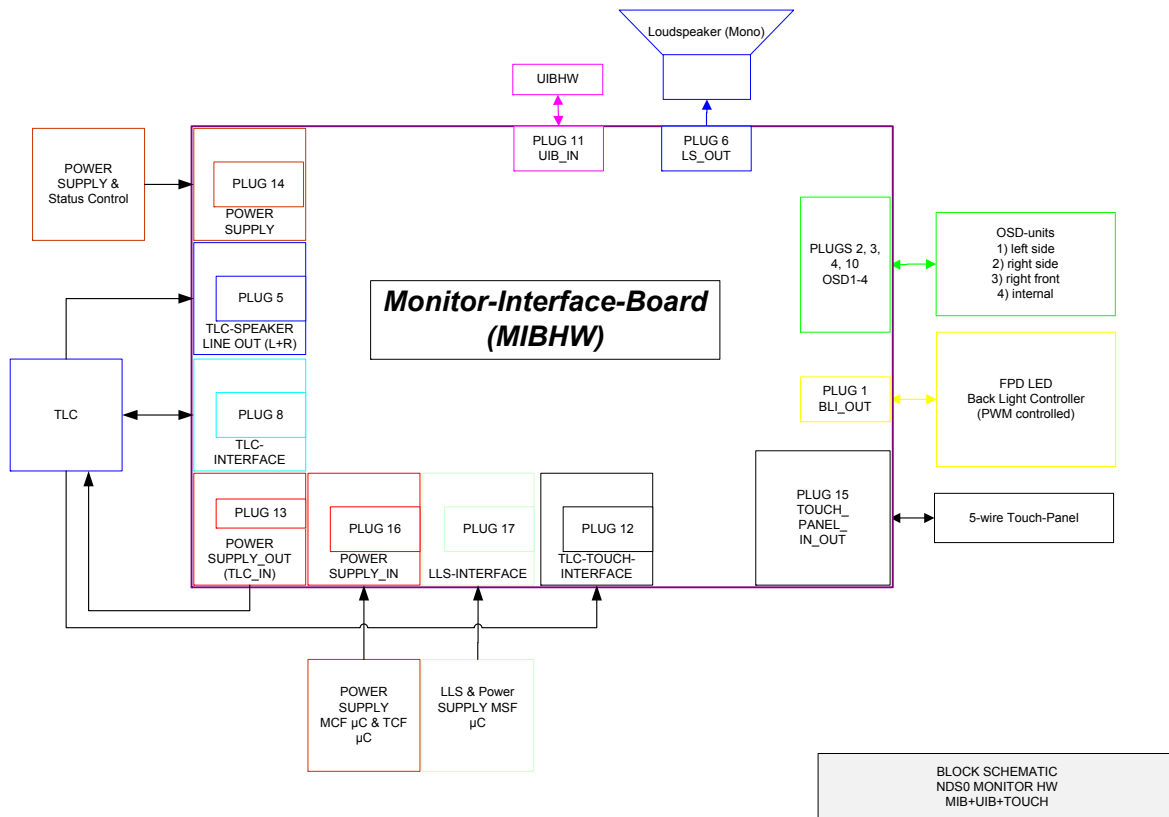 Loudspeaker (Mono)
UIBHW
PLUG 11
UIB_IN
PLUG 6
LS_OUT
POWER
SUPPLY &
Status Control
PLUG 14
POWER
SUPPLY
PLUGS 2, 3,
4, 10
OSD1-4
OSD-units
1) left side
2) right side
3) right front
4) internal
PLUG 5
TLC-SPEAKER
LINE OUT (L+R)
Monitor-Interface-Board
(MIBHW)
TLC
PLUG 8
TLC-
INTERFACE
PLUG 1
BLI_OUT
FPD LED
Back Light Controller
(PWM controlled)
PLUG 13
POWER
SUPPLY_OUT
(TLC_IN)
PLUG 16
POWER
SUPPLY_IN
PLUG 17
LLS-INTERFACE
PLUG 12
TLC-TOUCH-
INTERFACE
PLUG 15
TOUCH_
PANEL_
IN_OUT
5-wire Touch-Panel
POWER
SUPPLY
MCF µC & TCF
µC
LLS & Power
SUPPLY MSF
µC
BLOCK SCHEMATIC
NDS0 MONITOR HW
MIB+UIB+TOUCH